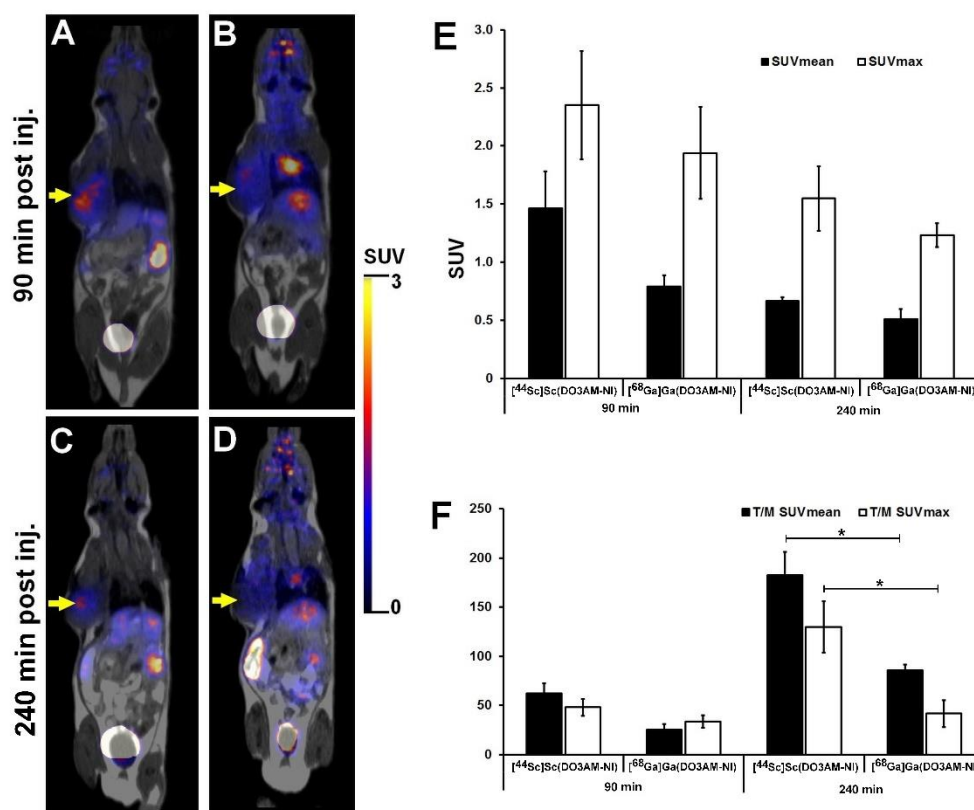 A
B
90 min post inj.
C
D
240 min post inj.
SUV
3
0
E
SUVmean SUVmax
3.0
2.5
2.0
1.5
1.0
0.5
0
SUV
[⁴⁴Sc]Sc(DO3AM-NI) [⁶⁸Ga]Ga(DO3AM-NI) [⁴⁴Sc]Sc(DO3AM-NI) [⁶⁸Ga]Ga(DO3AM-NI)
90 min 240 min
F
T/M SUVmean T/M SUVmax
250
200
150
100
50
0
* 
*
[⁴⁴Sc]Sc(DO3AM-NI) [⁶⁸Ga]Ga(DO3AM-NI) [⁴⁴Sc]Sc(DO3AM-NI) [⁶⁸Ga]Ga(DO3AM-NI)
90 min 240 min